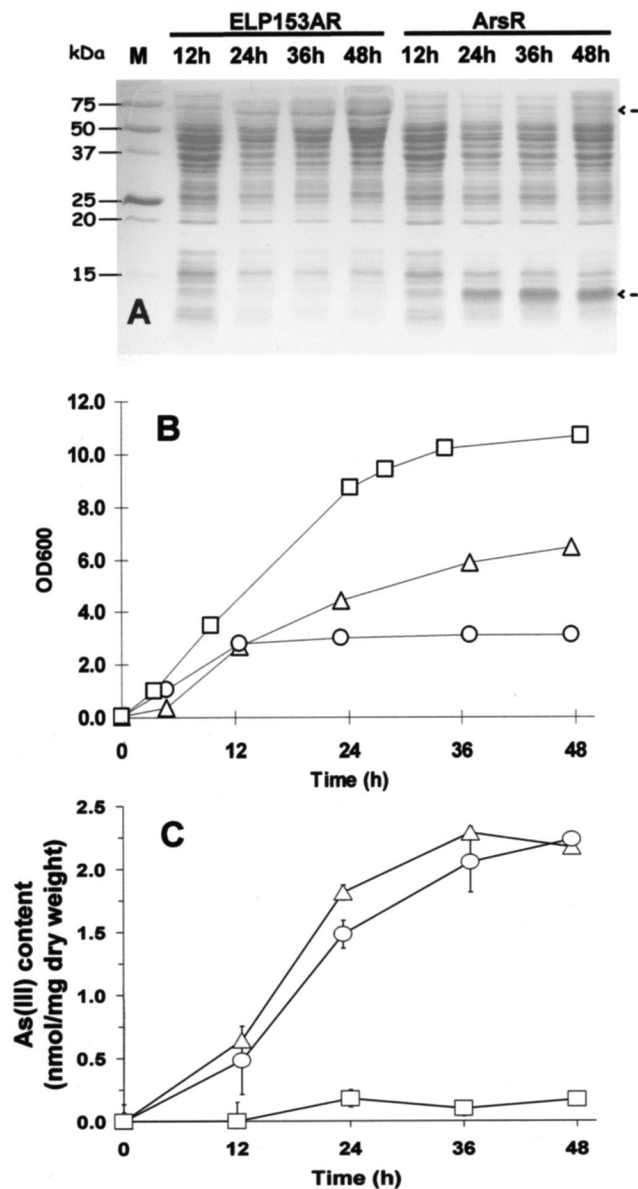 ELP153AR ArsR
kDa M 12h 24h 36h 48h 12h 24h 36h 48h
75
50
37
25
20
15
A
12.0
B
10.0
8.0
6.0
4.0
2.0
0.0
OD600
0 12 24 36 48
Time (h)
2.5
C
2.0
1.5
1.0
0.5
0.0
As(III) content
(nmol/mg dry weight)
0 12 24 36 48
Time (h)